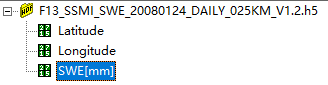 F13_SSMI_SWE_20080124_DAILY_025KM_V1.2.h5
Latitude
Longitude
SWE[mm]